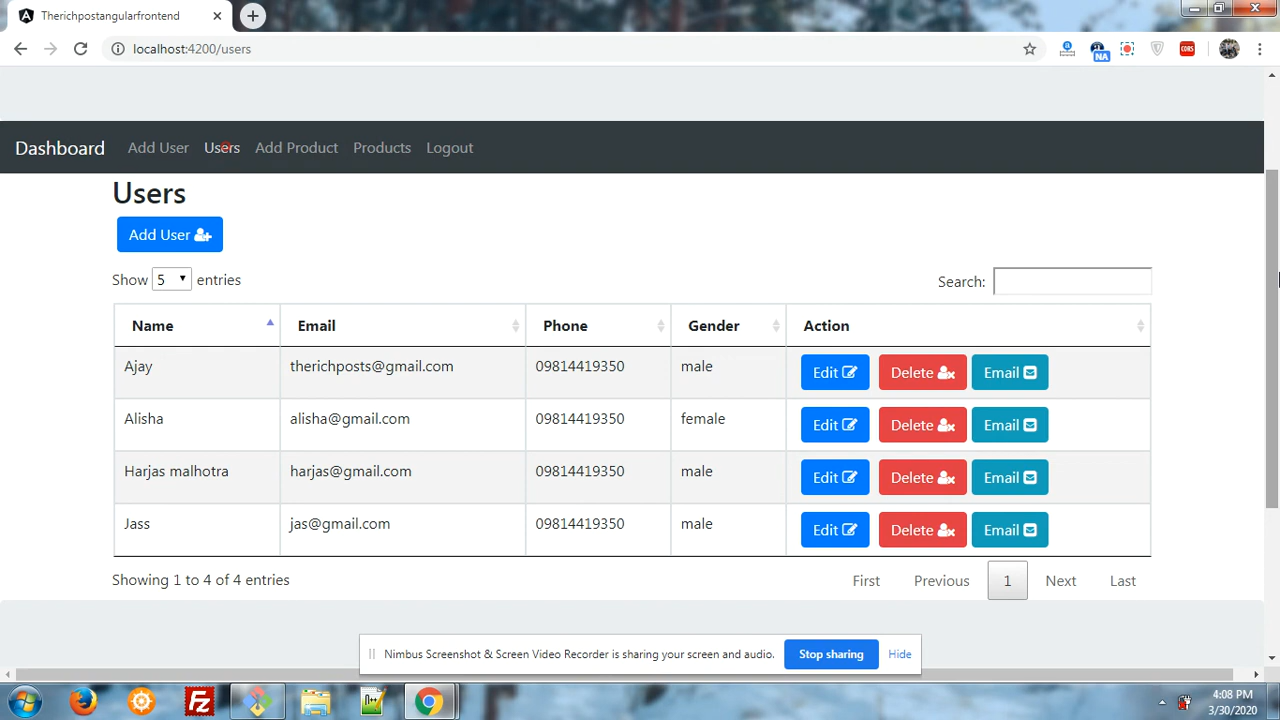 Therichpostangularfrontend
localhost:4200/users
NA
CORS
Dashboard Add User Users Add Product Products Logout
Users
Add User
Show 5 entries
Search:
Name Email Phone Gender Action
Ajay therichposts@gmail.com 09814419350 male Edit Delete Email
Alisha alisha@gmail.com 09814419350 female Edit Delete Email
Harjas malhotra harjas@gmail.com 09814419350 male Edit Delete Email
Jass jas@gmail.com 09814419350 male Edit Delete Email
Showing 1 to 4 of 4 entries
First Previous 1 Next Last
Nimbus Screenshot & Screen Video Recorder is sharing your screen and audio. Stop sharing Hide
Fz
4:08 PM
3/30/2020